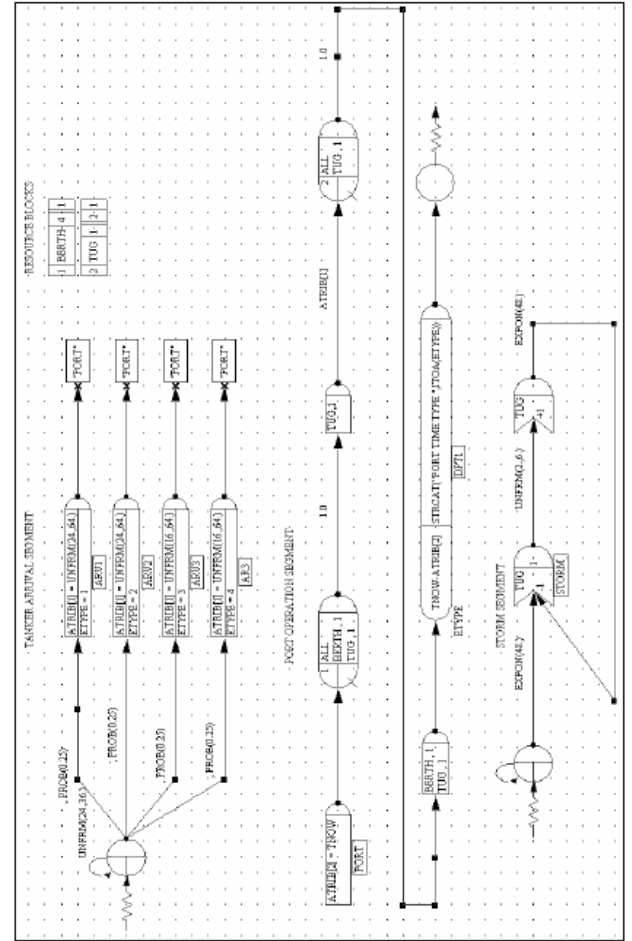 TANKER ARRIVAL SEGMENT
RESOURCE BLOCKS
1 BERTH 4 1
2 TUG 1 2 1
UNFRM(24,36,)
, PROB(0.25)
ATRIB[1] = UNFRM(24,,64,)
ETYPE = 1
ARV1
"PORT"
, PROB(0.25)
ATRIB[1] = UNFRM(24,,64,)
ETYPE = 2
ARV2
"PORT"
, PROB(0.25)
ATRIB[1] = UNFRM(16,,64,)
ETYPE = 3
ARV3
"PORT"
, PROB(0.25)
ATRIB[1] = UNFRM(16,,64,)
ETYPE = 4
AR3
"PORT"
PORT OPERATION SEGMENT
ATRIB[2] = TNOW
PORT
1 ALL
BERTH , 1
TUG , 1
1.0
TUG,1
ATRIB[1]
2 ALL
TUG , 1
1.0
BERTH , 1
TUG , 1
TNOW-ATRIB[2]
STRCAT("PORT TIME TYPE ",ITOA(ETYPE))
ETYPE
DPT1
STORM SEGMENT
EXPON(48,)
TUG 1
STORM
UNFRM(2,,6,)
TUG
EXPON(48,)